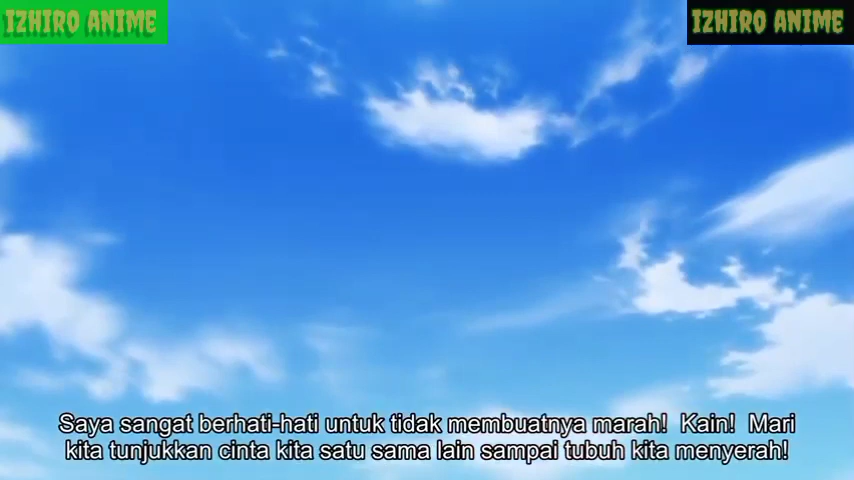 IZHIRO ANIME
IZHIRO ANIME
Saya sangat berhati-hati untuk tidak membuatnya marah!  Kain!  Mari
kita tunjukkan cinta kita satu sama lain sampai tubuh kita menyerah!